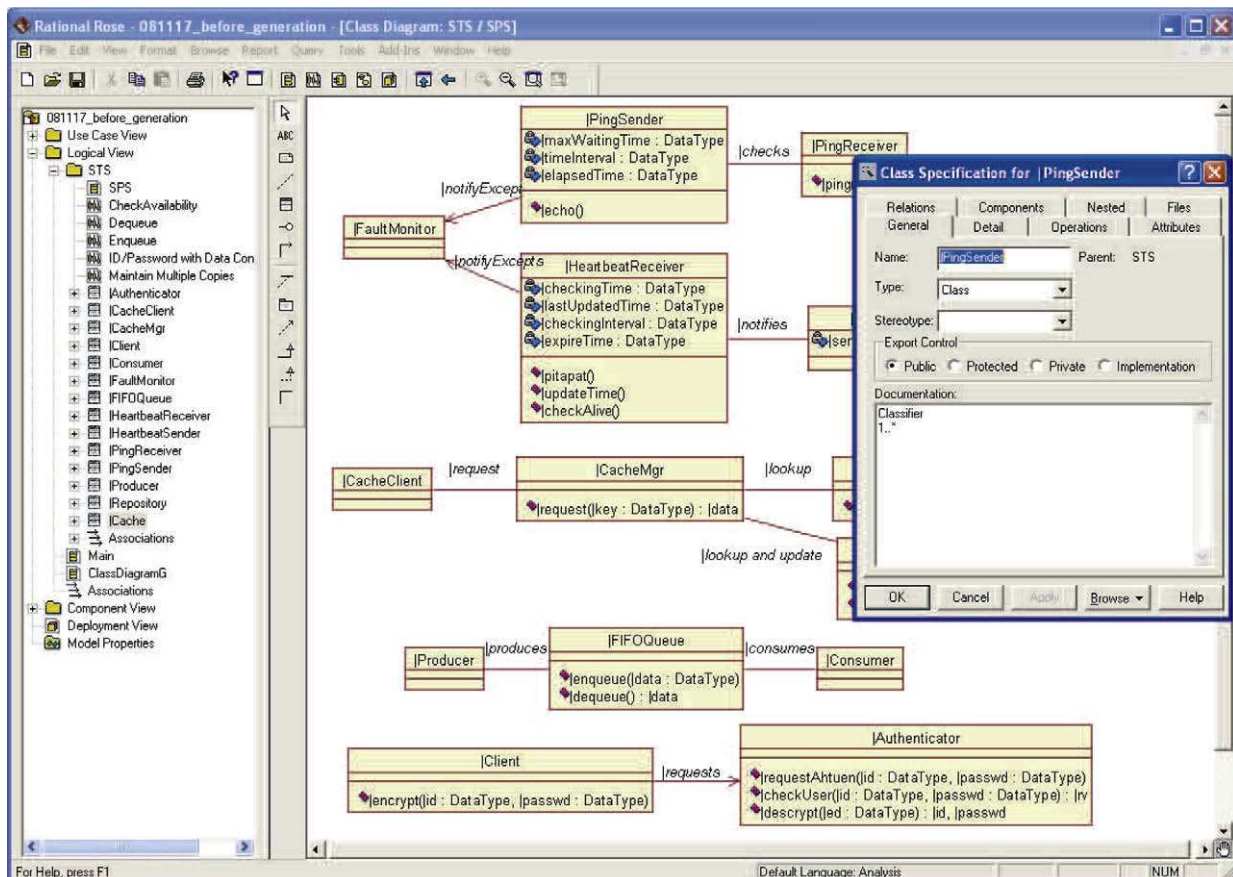 Rational Rose - 081117_before_generation - [Class Diagram: STS / SPS]
File Edit View Format Browse Report Query Tools Add-Ins Window Help
081117_before_generation
Use Case View
Logical View
STS
SPS
CheckAvailability
Dequeue
Enqueue
ID/Password with Data Con
Maintain Multiple Copies
|Authenticator
|CacheClient
|CacheMgr
|Client
|Consumer
|FaultMonitor
|FIFOQueue
|HeartbeatReceiver
|HeartbeatSender
|PingReceiver
|PingSender
|Producer
|Repository
|Cache
Associations
Main
ClassDiagramG
Associations
Component View
Deployment View
Model Properties
ABC
|PingSender
|maxWaitingTime : DataType
|timeInterval : DataType
|elapsedTime : DataType
|echo()
|checks
|PingReceiver
|ping
|notifyExcept
|FaultMonitor
|notifyExcepts
|HeartbeatReceiver
|checkingTime : DataType
|lastUpdatedTime : DataType
|checkingInterval : DataType
|expireTime : DataType
|pitapat()
|updateTime()
|checkAlive()
|notifies
|ser
|CacheClient
|request
|CacheMgr
|request(|key : DataType) : |data
|lookup
|lookup and update
|Producer
|produces
|FIFOQueue
|enqueue(|data : DataType)
|dequeue() : |data
|consumes
|Consumer
|Client
|encrypt(|id : DataType, |passwd : DataType)
|requests
|Authenticator
|requestAhtuen(|id : DataType, |passwd : DataType)
|checkUser(|id : DataType, |passwd : DataType) : |rv
|descrypt(|ed : DataType) : |id, |passwd
Class Specification for |PingSender
Relations Components Nested Files
General Detail Operations Attributes
Name: |PingSender Parent: STS
Type: Class
Stereotype:
Export Control
Public Protected Private Implementation
Documentation:
Classifier
1..*
OK Cancel Apply Browse Help
For Help, press F1 Default Language: Analysis NUM